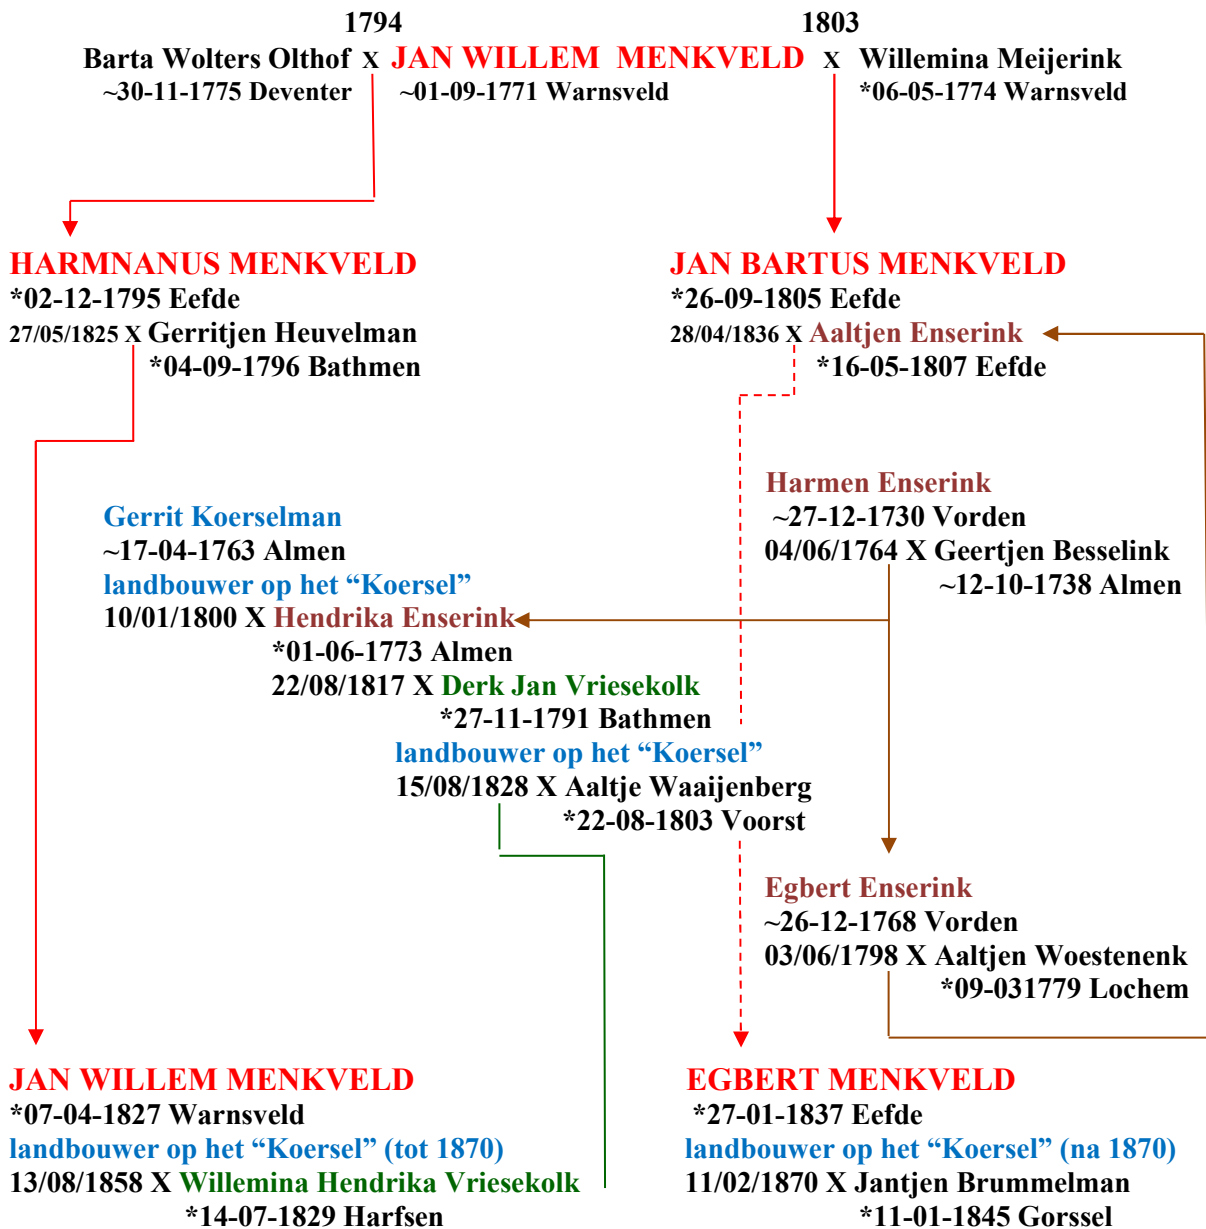 1794
1803
Barta Wolters Olthof X JAN WILLEM MENKVELD X Willemina Meijerink
~30-11-1775 Deventer ~01-09-1771 Warnsveld *06-05-1774 Warnsveld
HARMNANUS MENKVELD
*02-12-1795 Eefde
27/05/1825 X Gerritjen Heuvelman
*04-09-1796 Bathmen
JAN BARTUS MENKVELD
*26-09-1805 Eefde
28/04/1836 X Aaltjen Enserink
*16-05-1807 Eefde
Harmen Enserink
~27-12-1730 Vorden
04/06/1764 X Geertjen Besselink
~12-10-1738 Almen
Gerrit Koerselman
~17-04-1763 Almen
landbouwer op het “Koersel”
10/01/1800 X Hendrika Enserink
*01-06-1773 Almen
22/08/1817 X Derk Jan Vriesekolk
*27-11-1791 Bathmen
landbouwer op het “Koersel”
15/08/1828 X Aaltje Waaijenberg
*22-08-1803 Voorst
Egbert Enserink
~26-12-1768 Vorden
03/06/1798 X Aaltjen Woestenenk
*09-031779 Lochem
JAN WILLEM MENKVELD
*07-04-1827 Warnsveld
landbouwer op het “Koersel” (tot 1870)
13/08/1858 X Willemina Hendrika Vriesekolk
*14-07-1829 Harfsen
EGBERT MENKVELD
*27-01-1837 Eefde
landbouwer op het “Koersel” (na 1870)
11/02/1870 X Jantjen Brummelman
*11-01-1845 Gorssel